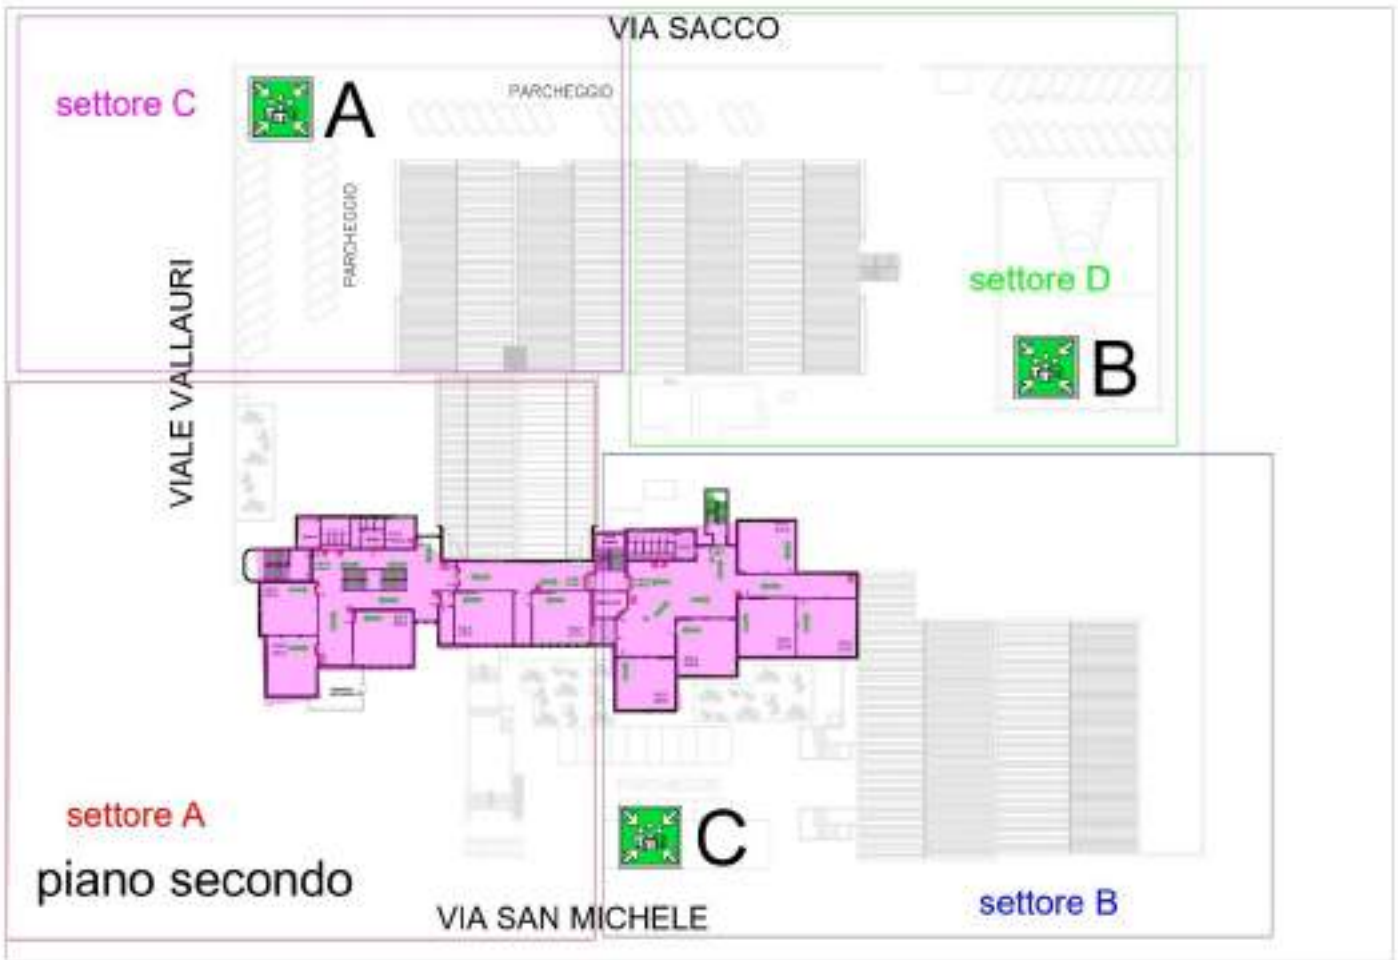 VIA SACCO
settore C
A
PARCHEGGIO
PARCHEGGIO
VIALE VALLAURI
settore D
B
settore A
piano secondo
C
settore B
VIA SAN MICHELE